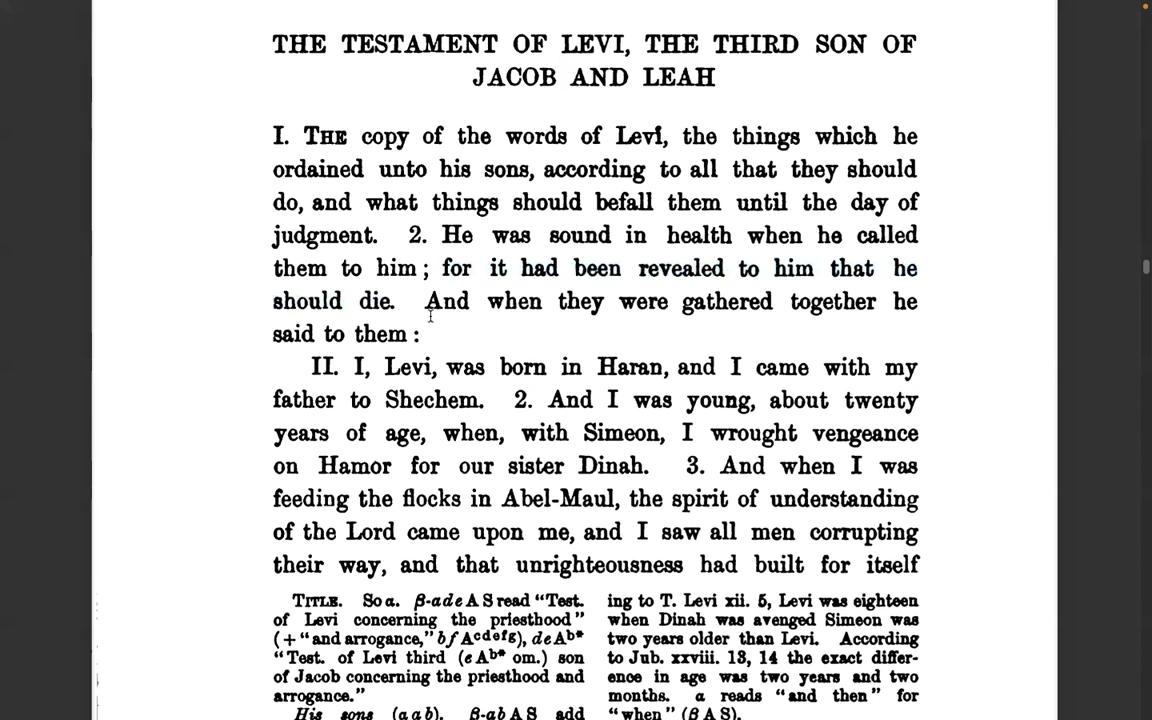 THE TESTAMENT OF LEVI, THE THIRD SON OF
JACOB AND LEAH
I. THE copy of the words of Levi, the things which he
ordained unto his sons, according to all that they should
do, and what things should befall them until the day of
judgment. 2. He was sound in health when he called
them to him; for it had been revealed to him that he
should die. And when they were gathered together he
said to them:
II. I, Levi, was born in Haran, and I came with my
father to Shechem. 2. And I was young, about twenty
years of age, when, with Simeon, I wrought vengeance
on Hamor for our sister Dinah. 3. And when I was
feeding the flocks in Abel-Maul, the spirit of understanding
of the Lord came upon me, and I saw all men corrupting
their way, and that unrighteousness had built for itself
TITLE. So α. β-adeAS read "Test.
of Levi concerning the priesthood"
(+"and arrogance," bfAcdefg), deAb*
"Test. of Levi third (eAb* om.) son
of Jacob concerning the priesthood and
arrogance."
His sons (αab). β-abAS add
ing to T. Levi xii. 5, Levi was eighteen
when Dinah was avenged Simeon was
two years older than Levi. According
to Jub. xxviii. 13, 14 the exact differ-
ence in age was two years and two
months. α reads "and then" for
"when" (βAS).